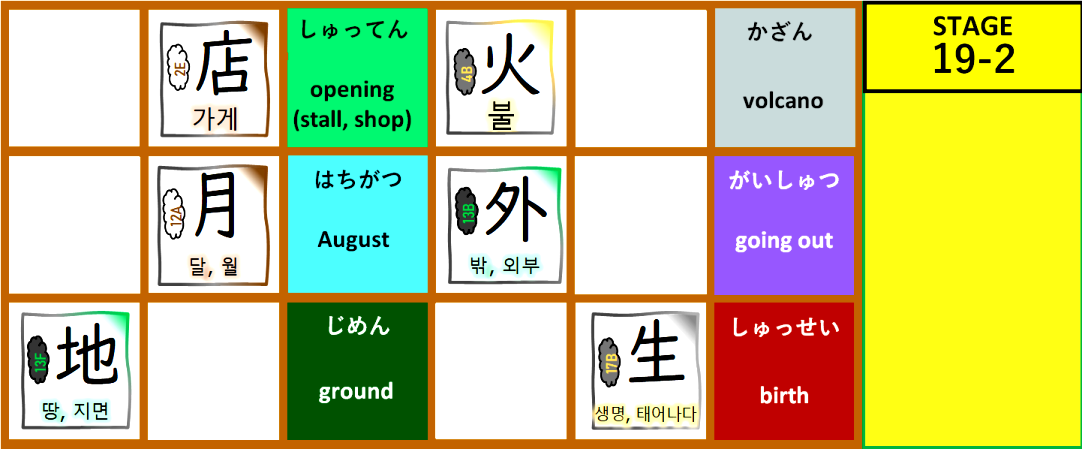 2E
店
가게
しゅってん
opening
(stall, shop)
4B
火
불
かざん
volcano
STAGE
19-2
12A
月
달, 월
はちがつ
August
13B
外
밖, 외부
がいしゅつ
going out
13F
地
땅, 지면
じめん
ground
17B
生
생명, 태어나다
しゅっせい
birth